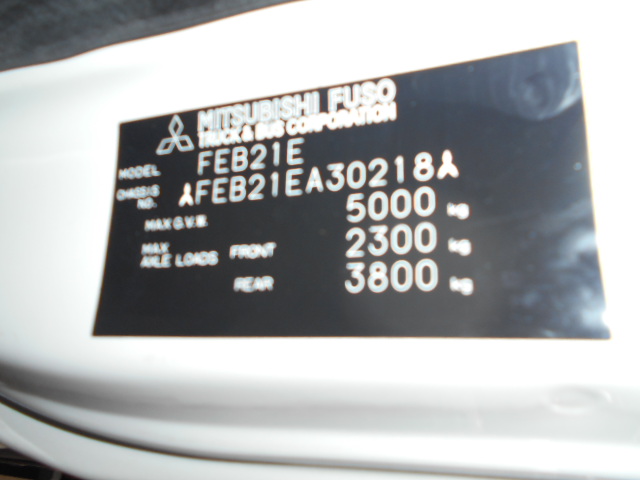 MITSUBISHI FUSO
TRUCK & BUS CORPORATION
MODEL FEB21E
CHASSIS NO. FEB21EA30218
MAX G.V.M. 5000 kg
MAX AXLE LOADS FRONT 2300 kg
REAR 3800 kg